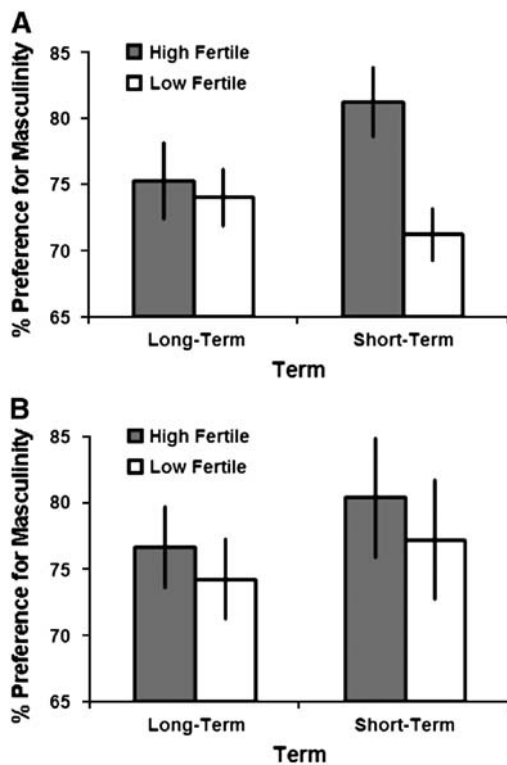 A
% Preference for Masculinity
85
80
75
70
65
High Fertile
Low Fertile
Long-Term
Short-Term
Term
B
% Preference for Masculinity
85
80
75
70
65
High Fertile
Low Fertile
Long-Term
Short-Term
Term